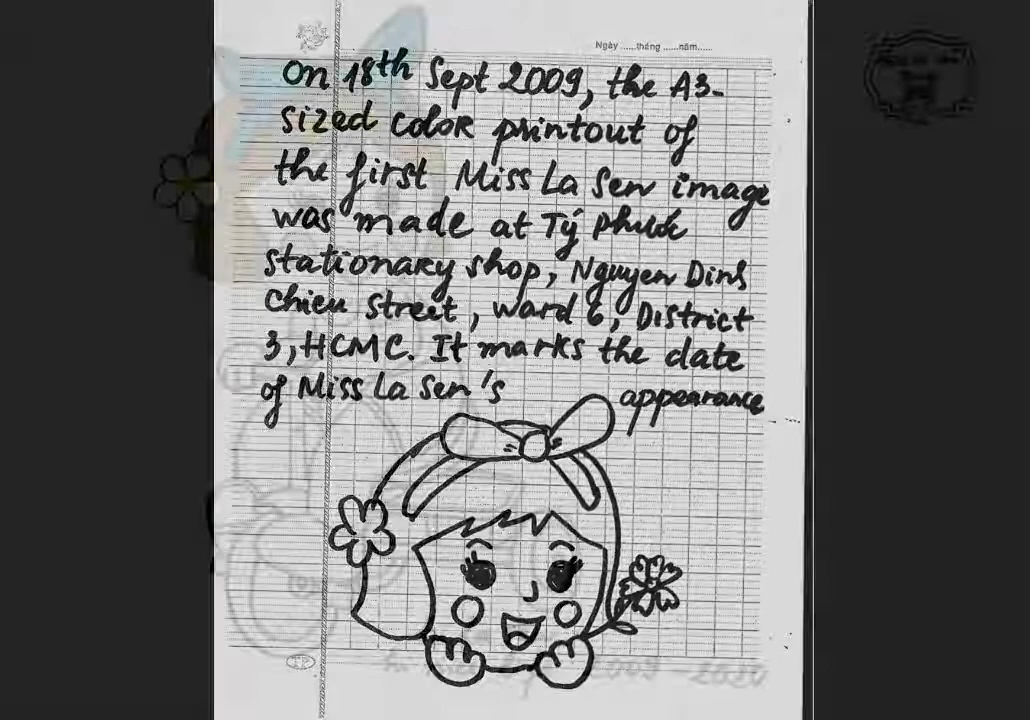 Ngày ......tháng ......năm......
On 18th Sept 2009, the A3-
sized color printout of
the first Miss La Sen image
was made at Tý Phước
stationary shop, Nguyen Dinh
Chieu street, ward 6, District
3, HCMC. It marks the date
of Miss La Sen's appearance
2009 - 2024